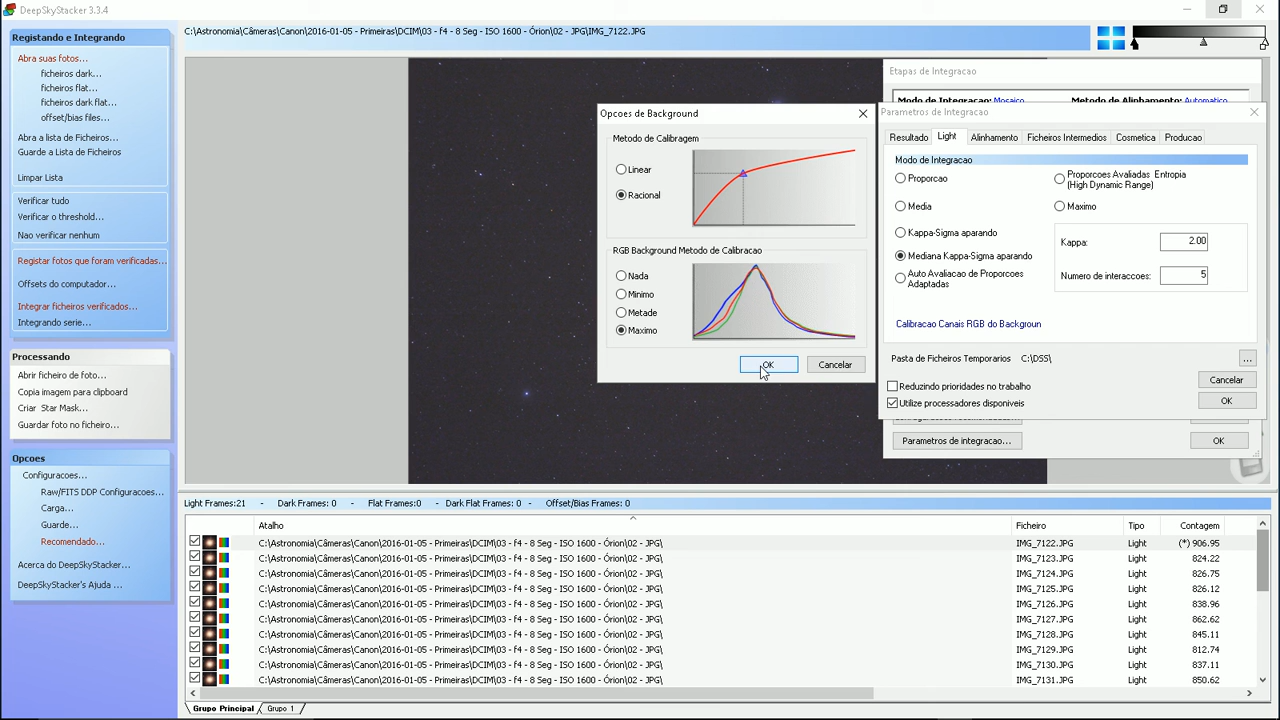 DeepSkyStacker 3.3.4
Registando e Integrando
Abra suas fotos...
ficheiros dark...
ficheiros flat...
ficheiros dark flat...
offset/bias files...
Abra a lista de Ficheiros...
Guarde a Lista de Ficheiros
Limpar Lista
Verificar tudo
Verificar o threshold...
Nao verificar nenhum
Registar fotos que foram verificadas...
Offsets do computador...
Integrar ficheiros verificados...
Integrando serie...
Processando
Abrir ficheiro de foto...
Copia imagem para clipboard
Criar Star Mask...
Guardar foto no ficheiro...
Opcoes
Configuracoes...
Raw/FITS DDP Configuracoes...
Carga...
Guarde...
Recomendado...
Acerca do DeepSkyStacker...
DeepSkyStacker's Ajuda ...
C:\Astronomia\Câmeras\Canon\2016-01-05 - Primeiras\DCIM\03 - f4 - 8 Seg - ISO 1600 - Órion\02 - JPG\IMG_7122.JPG
Etapas de Integracao
Modo de Integracao: Mosaico
Metodo de Alinhamento: Automatico
Opcoes de Background
Metodo de Calibragem
Linear
Racional
RGB Background Metodo de Calibracao
Nada
Minimo
Metade
Maximo
OK
Cancelar
Parametros de Integracao
Resultado
Light
Alinhamento
Ficheiros Intermedios
Cosmetica
Producao
Modo de Integracao
Proporcao
Proporcoes Avaliadas Entropia
(High Dynamic Range)
Media
Maximo
Kappa-Sigma aparando
Mediana Kappa-Sigma aparando
Auto Avaliacao de Proporcoes
Adaptadas
Kappa: 2.00
Numero de interaccoes: 5
Calibracao Canais RGB do Backgroun
Pasta de Ficheiros Temporarios C:\DSS\
...
Reduzindo prioridades no trabalho
Utilize processadores disponiveis
Cancelar
OK
Parametros de integracao...
OK
Light Frames:21 - Dark Frames: 0 - Flat Frames:0 - Dark Flat Frames: 0 - Offset/Bias Frames: 0
Atalho Ficheiro Tipo Contagem
C:\Astronomia\Câmeras\Canon\2016-01-05 - Primeiras\DCIM\03 - f4 - 8 Seg - ISO 1600 - Órion\02 - JPG\ IMG_7122.JPG Light (*) 906.95
C:\Astronomia\Câmeras\Canon\2016-01-05 - Primeiras\DCIM\03 - f4 - 8 Seg - ISO 1600 - Órion\02 - JPG\ IMG_7123.JPG Light 824.22
C:\Astronomia\Câmeras\Canon\2016-01-05 - Primeiras\DCIM\03 - f4 - 8 Seg - ISO 1600 - Órion\02 - JPG\ IMG_7124.JPG Light 826.75
C:\Astronomia\Câmeras\Canon\2016-01-05 - Primeiras\DCIM\03 - f4 - 8 Seg - ISO 1600 - Órion\02 - JPG\ IMG_7125.JPG Light 826.12
C:\Astronomia\Câmeras\Canon\2016-01-05 - Primeiras\DCIM\03 - f4 - 8 Seg - ISO 1600 - Órion\02 - JPG\ IMG_7126.JPG Light 838.96
C:\Astronomia\Câmeras\Canon\2016-01-05 - Primeiras\DCIM\03 - f4 - 8 Seg - ISO 1600 - Órion\02 - JPG\ IMG_7127.JPG Light 862.62
C:\Astronomia\Câmeras\Canon\2016-01-05 - Primeiras\DCIM\03 - f4 - 8 Seg - ISO 1600 - Órion\02 - JPG\ IMG_7128.JPG Light 845.11
C:\Astronomia\Câmeras\Canon\2016-01-05 - Primeiras\DCIM\03 - f4 - 8 Seg - ISO 1600 - Órion\02 - JPG\ IMG_7129.JPG Light 812.74
C:\Astronomia\Câmeras\Canon\2016-01-05 - Primeiras\DCIM\03 - f4 - 8 Seg - ISO 1600 - Órion\02 - JPG\ IMG_7130.JPG Light 837.11
C:\Astronomia\Câmeras\Canon\2016-01-05 - Primeiras\DCIM\03 - f4 - 8 Seg - ISO 1600 - Órion\02 - JPG\ IMG_7131.JPG Light 850.62
Grupo Principal Grupo 1